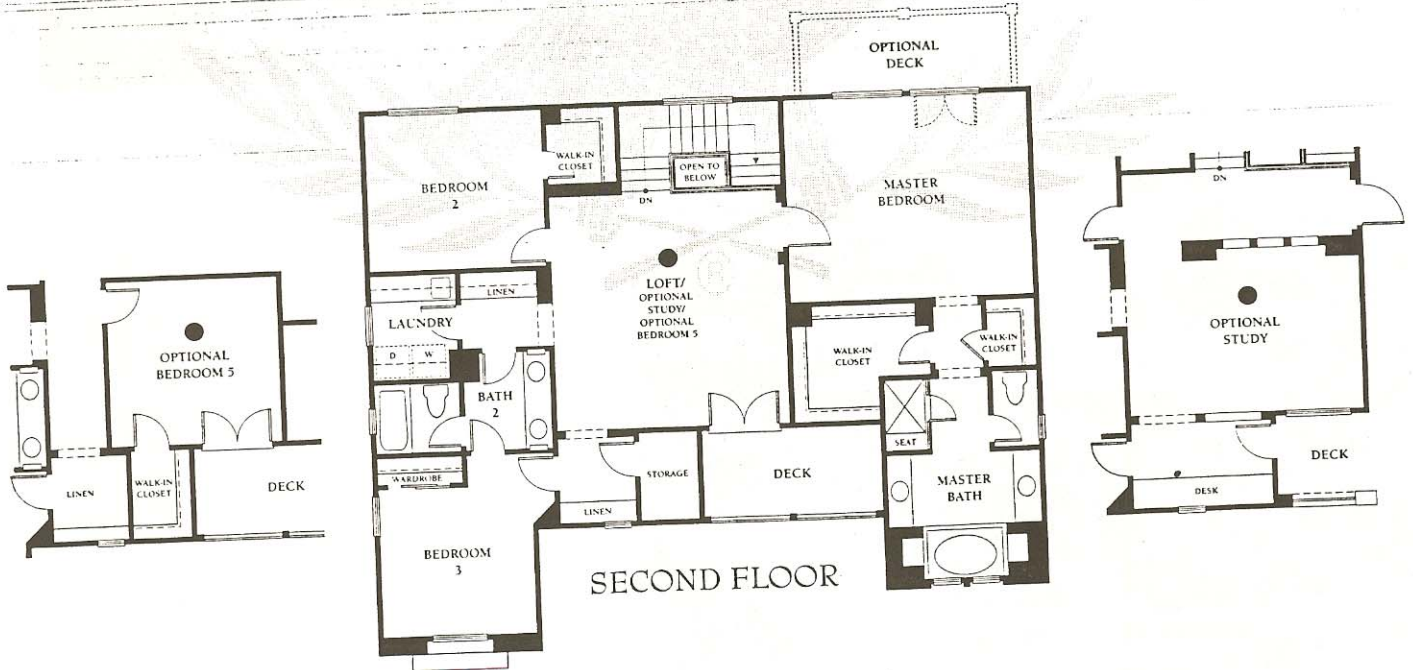 OPTIONAL
DECK
WALK-IN
CLOSET
OPEN TO
BELOW
DN
BEDROOM
2
MASTER
BEDROOM
LOFT/
OPTIONAL
STUDY/
OPTIONAL
BEDROOM 5
®
LINEN
LAUNDRY
D
W
BATH
2
WALK-IN
CLOSET
WALK-IN
CLOSET
SEAT
MASTER
BATH
WARDROBE
STORAGE
DECK
LINEN
BEDROOM
3
SECOND FLOOR
OPTIONAL
BEDROOM 5
LINEN
WALK-IN
CLOSET
DECK
DN
OPTIONAL
STUDY
DECK
DESK